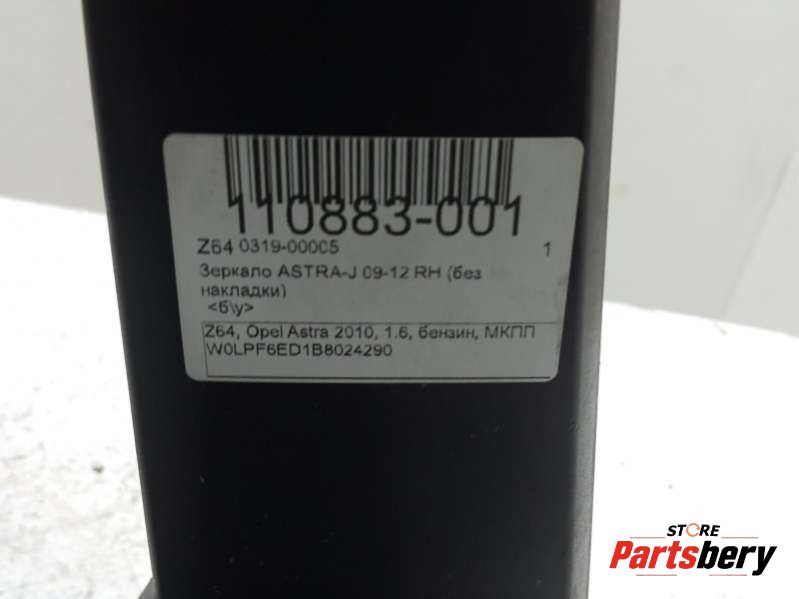 110883-001
Z64 0319-00005 1
Зеркало ASTRA-J 09-12 RH (без
накладки)
<б\у>
Z64, Opel Astra 2010, 1.6, бензин, МКПП
W0LPF6ED1B8024290
STORE
Partsbery